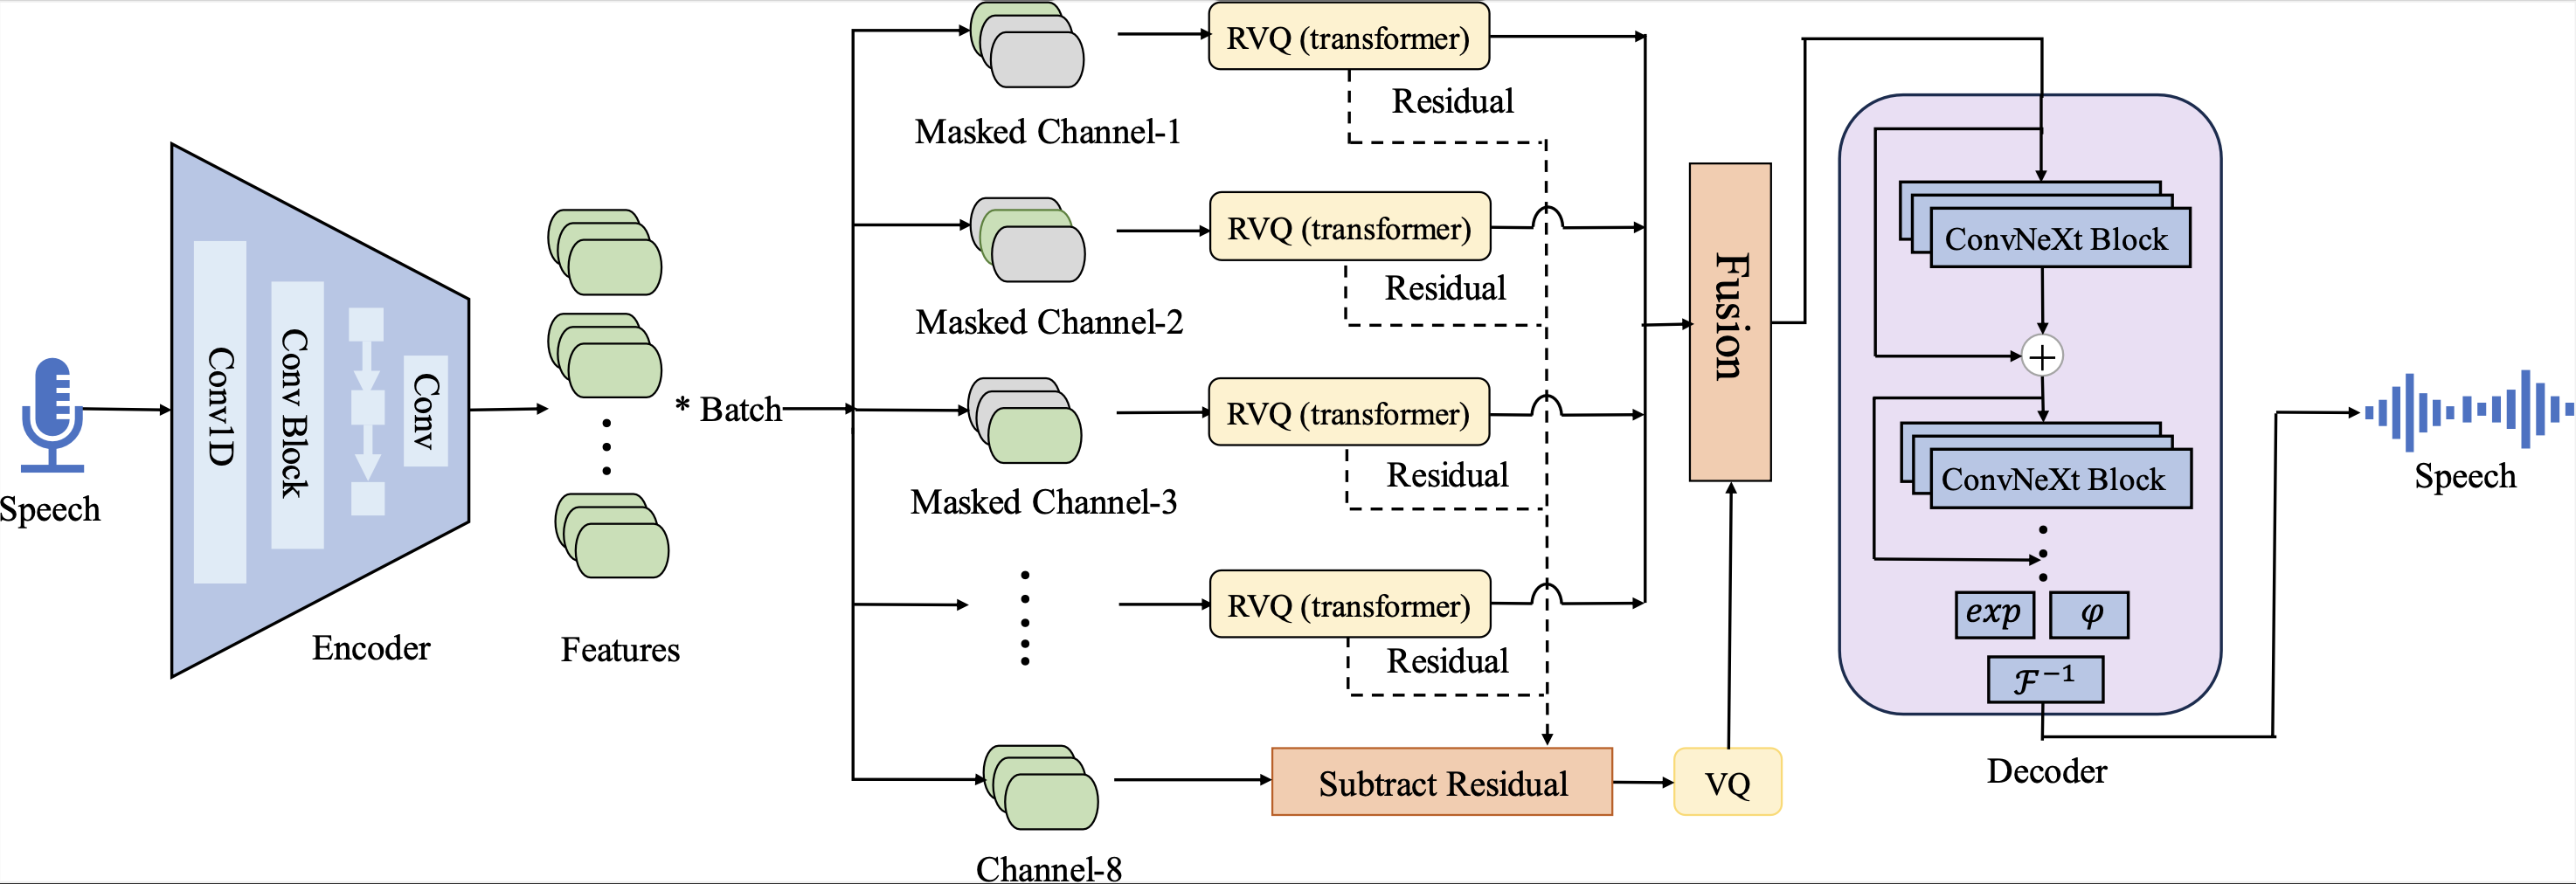 Speech
Conv1D
Conv Block
Conv
Encoder
Features
* Batch
Masked Channel-1
RVQ (transformer)
Residual
Masked Channel-2
RVQ (transformer)
Residual
Masked Channel-3
RVQ (transformer)
Residual
RVQ (transformer)
Residual
Channel-8
Subtract Residual
VQ
Fusion
ConvNeXt Block
+
ConvNeXt Block
exp
φ
ℱ⁻¹
Decoder
Speech